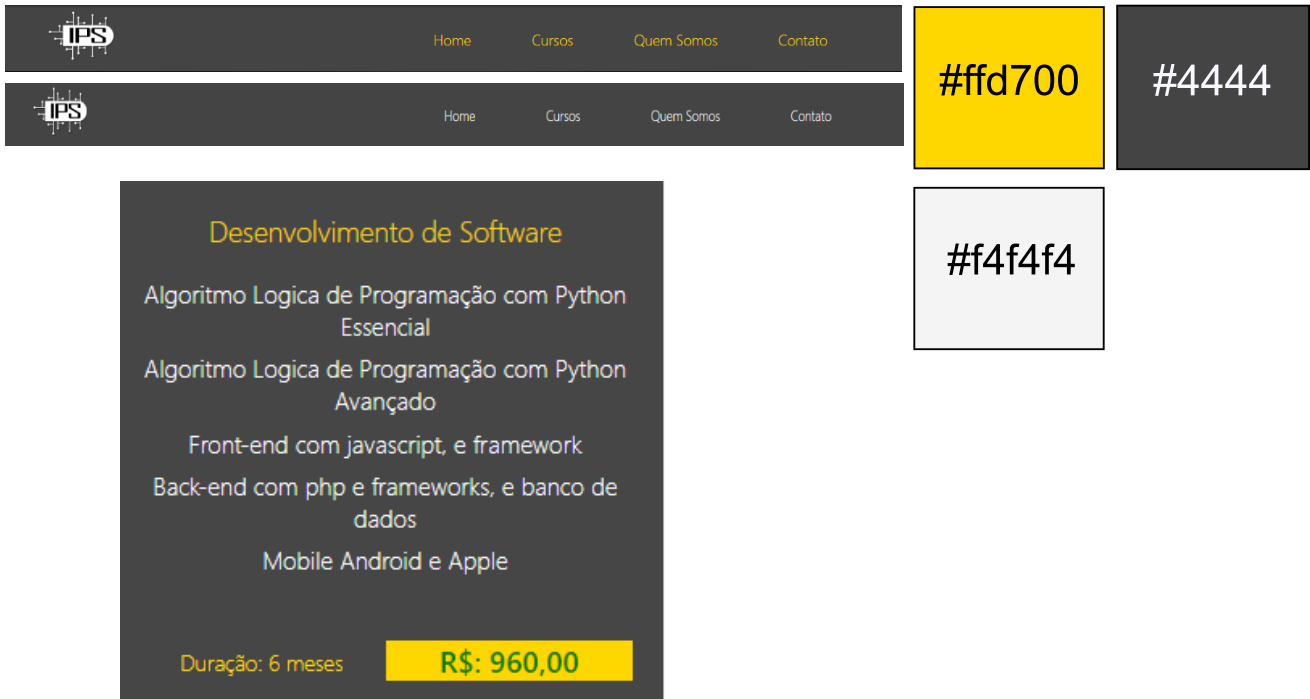 IPS Home Cursos Quem Somos Contato
IPS Home Cursos Quem Somos Contato
#ffd700
#4444
#f4f4f4
Desenvolvimento de Software
Algoritmo Logica de Programação com Python
Essencial
Algoritmo Logica de Programação com Python
Avançado
Front-end com javascript, e framework
Back-end com php e frameworks, e banco de
dados
Mobile Android e Apple
Duração: 6 meses R$: 960,00